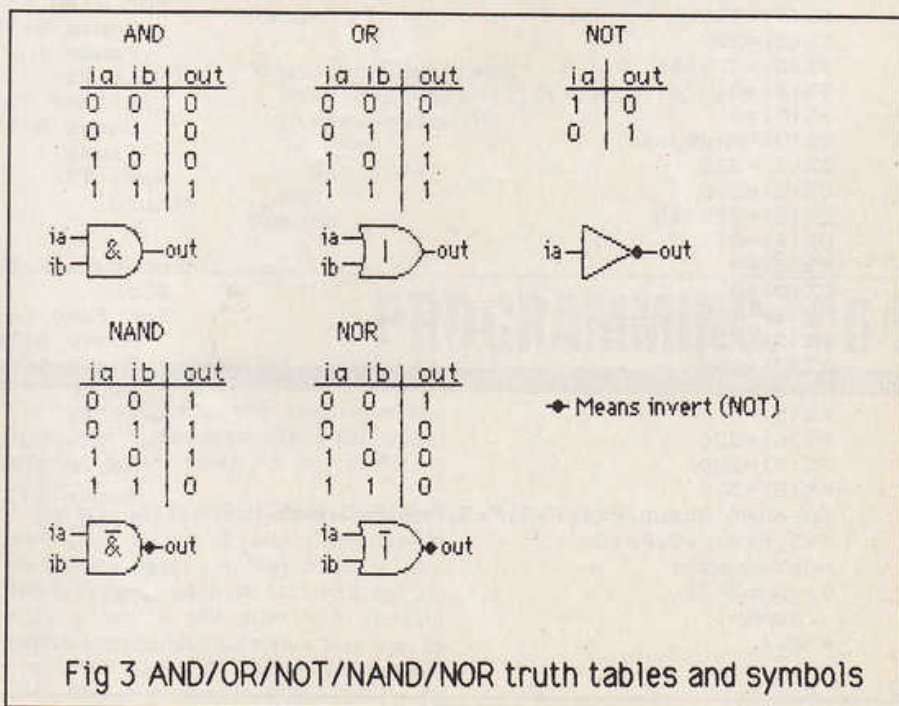 AND
ia ib out
0 0 0
0 1 0
1 0 0
1 1 1
ia
ib
&
out
OR
ia ib out
0 0 0
0 1 1
1 0 1
1 1 1
ia
ib
|
out
NOT
ia out
1 0
0 1
ia
out
NAND
ia ib out
0 0 1
0 1 1
1 0 1
1 1 0
ia
ib
&
out
NOR
ia ib out
0 0 1
0 1 0
1 0 0
1 1 0
ia
ib
|
out
Means invert (NOT)
Fig 3 AND/OR/NOT/NAND/NOR truth tables and symbols